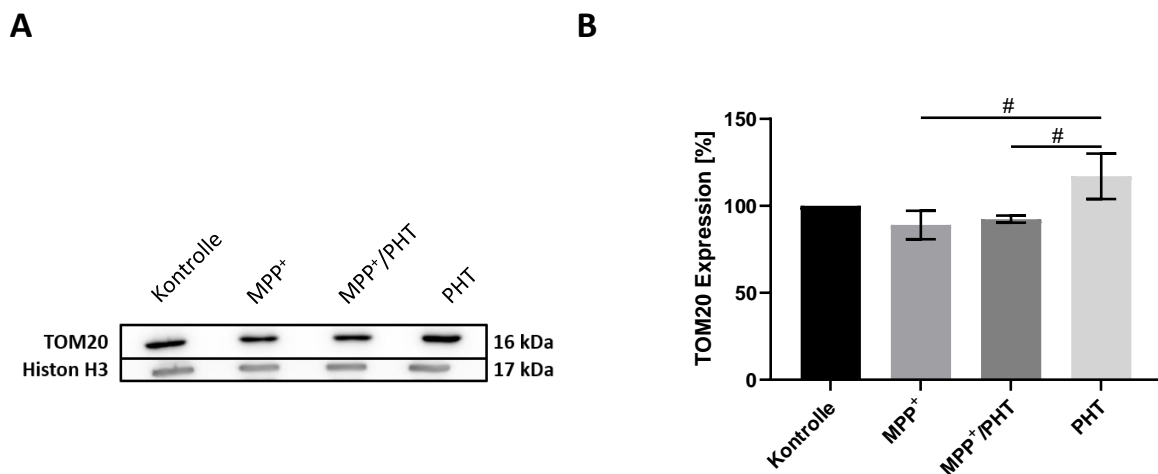 A
Kontrolle
MPP⁺
MPP⁺/PHT
PHT
TOM20
16 kDa
Histon H3
17 kDa
B
TOM20 Expression [%]
150
100
50
0
#
#
Kontrolle
MPP⁺
MPP⁺/PHT
PHT